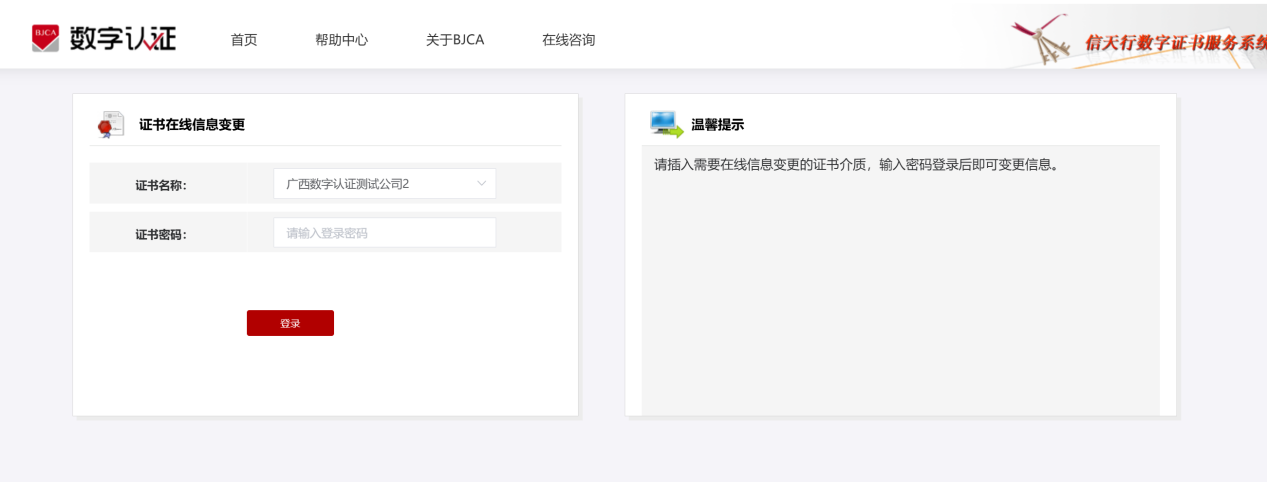 BJCA 数字认证 首页 帮助中心 关于BJCA 在线咨询 信天行数字证书服务系统
证书在线信息变更
证书名称： 广西数字认证测试公司2
证书密码： 请输入登录密码
登录
温馨提示
请插入需要在线信息变更的证书介质，输入密码登录后即可变更信息。